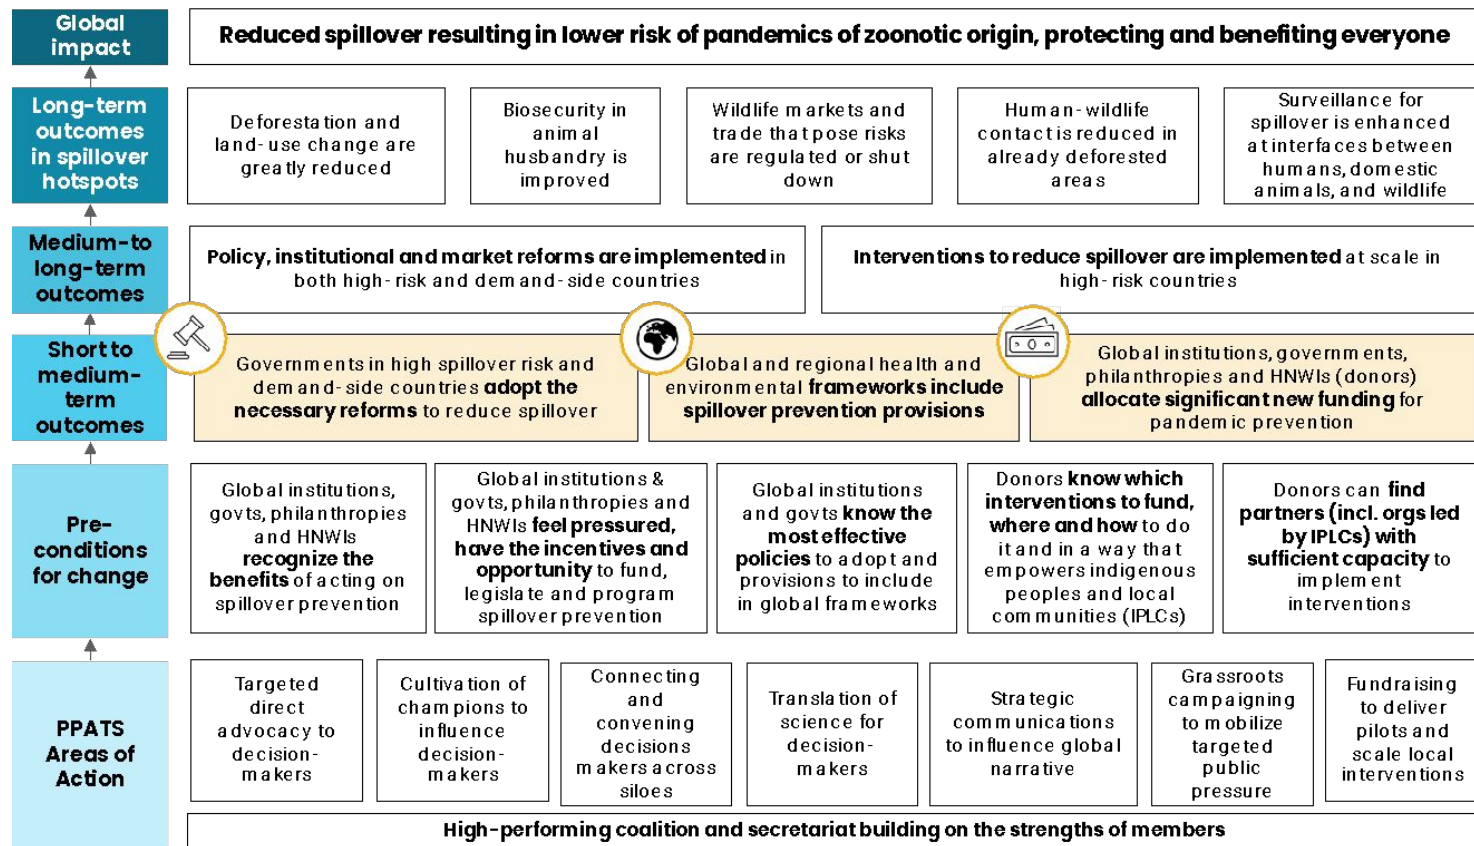 Global
impact
Reduced spillover resulting in lower risk of pandemics of zoonotic origin, protecting and benefiting everyone
Long-term
outcomes
in spillover
hotspots
Deforestation and
land-use change are
greatly reduced
Biosecurity in
animal
husbandry is
improved
Wildlife markets and
trade that pose risks
are regulated or shut
down
Human-wildlife
contact is reduced in
already deforested
areas
Surveillance for
spillover is enhanced
at interfaces between
humans, domestic
animals, and wildlife
Medium-to
long-term
outcomes
Policy, institutional and market reforms are implemented in
both high-risk and demand-side countries
Interventions to reduce spillover are implemented at scale in
high-risk countries
Short to
medium-
term
outcomes
Governments in high spillover risk and
demand-side countries adopt the
necessary reforms to reduce spillover
Global and regional health and
environmental frameworks include
spillover prevention provisions
Global institutions, governments,
philanthropies and HNWIs (donors)
allocate significant new funding for
pandemic prevention
Pre-
conditions
for change
Global institutions,
govts, philanthropies
and HNWIs
recognize the
benefits of acting on
spillover prevention
Global institutions &
govts, philanthropies and
HNWIs feel pressured,
have the incentives and
opportunity to fund,
legislate and program
spillover prevention
Global institutions
and govts know the
most effective
policies to adopt and
provisions to include
in global frameworks
Donors know which
interventions to fund,
where and how to do
it and in a way that
empowers indigenous
peoples and local
communities (IPLCs)
Donors can find
partners (incl. orgs led
by IPLCs) with
sufficient capacity to
implement
interventions
PPATS
Areas of
Action
Targeted
direct
advocacy to
decision-
makers
Cultivation of
champions to
influence
decision-
makers
Connecting
and
convening
decisions
makers across
siloes
Translation of
science for
decision-
makers
Strategic
communications
to influence global
narrative
Grassroots
campaigning
to mobilize
targeted
public
pressure
Fundraising
to deliver
pilots and
scale local
interventions
High-performing coalition and secretariat building on the strengths of members